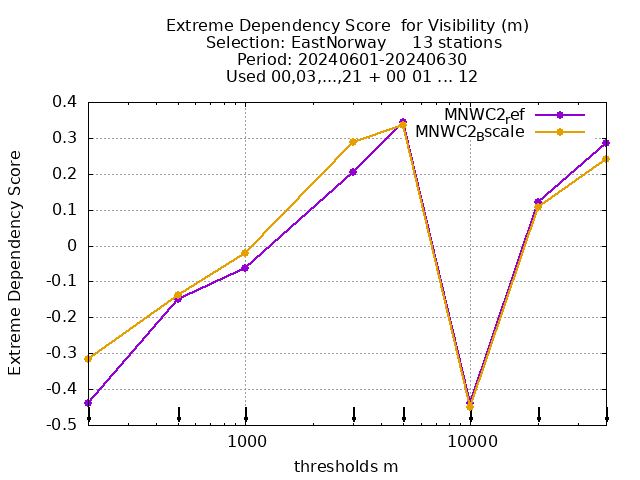 Extreme Dependency Score for Visibility (m)
Selection: EastNorway 13 stations
Period: 20240601-20240630
Used 00,03,...,21 + 00 01 ... 12
MNWC2ref
MNWC2Bscale
Extreme Dependency Score
0.4
0.3
0.2
0.1
0
-0.1
-0.2
-0.3
-0.4
-0.5
1000 10000
thresholds m